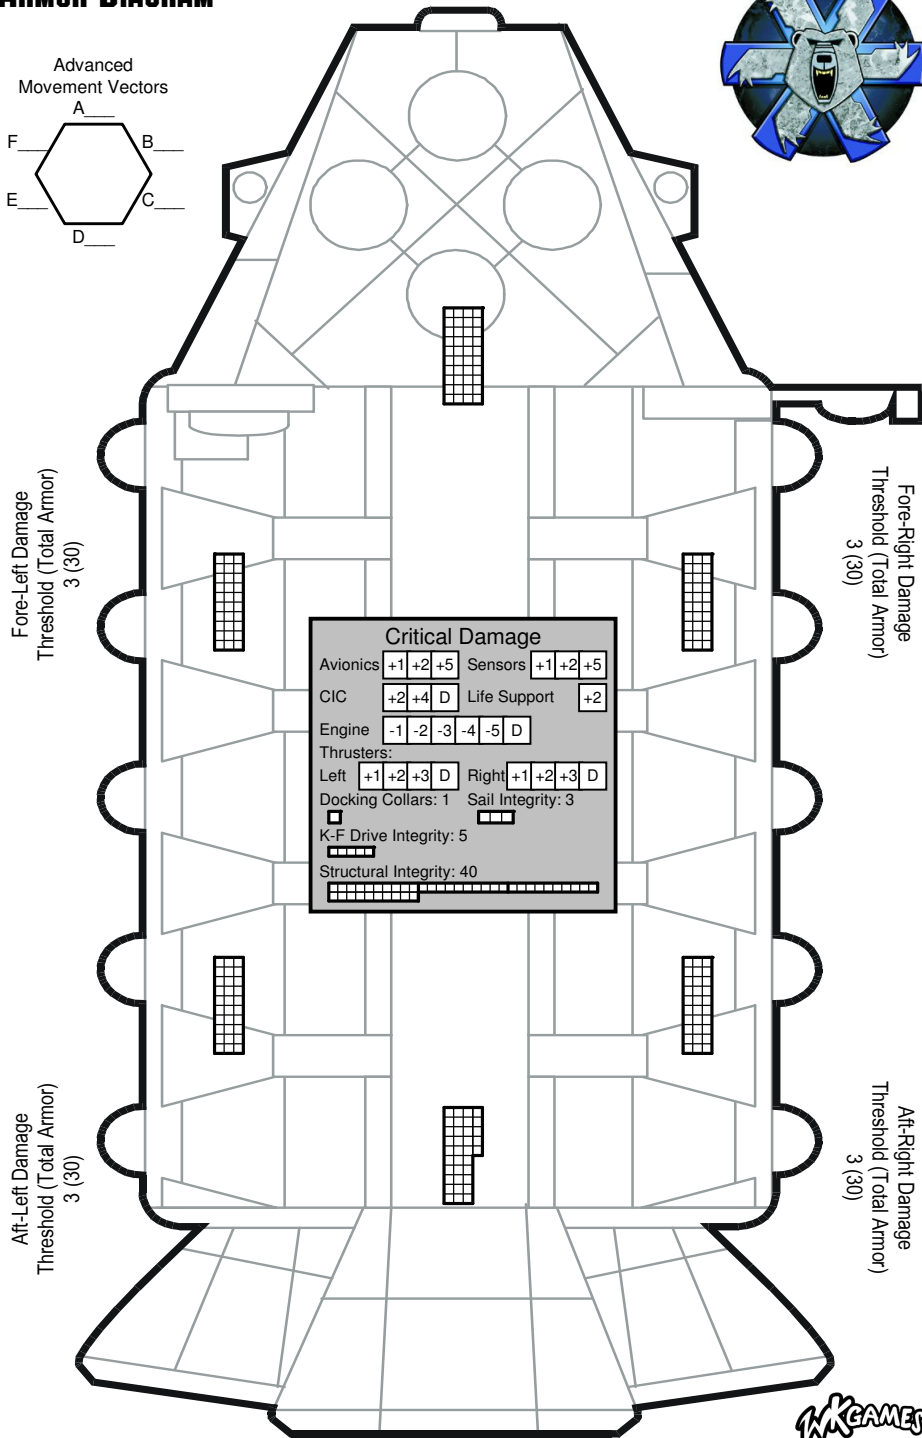 ARMOR DIAGRAM
Advanced
Movement Vectors
A___
F___
B___
E___
C___
D___
Fore-Left Damage
Threshold (Total Armor)
3 (30)
Fore-Right Damage
Threshold (Total Armor)
3 (30)
Critical Damage
Avionics +1 +2 +5 Sensors +1 +2 +5
CIC +2 +4 D Life Support +2
Engine -1 -2 -3 -4 -5 D
Thrusters:
Left +1 +2 +3 D Right +1 +2 +3 D
Docking Collars: 1 Sail Integrity: 3
K-F Drive Integrity: 5
Structural Integrity: 40
Aft-Left Damage
Threshold (Total Armor)
3 (30)
Aft-Right Damage
Threshold (Total Armor)
3 (30)
WKGAMES